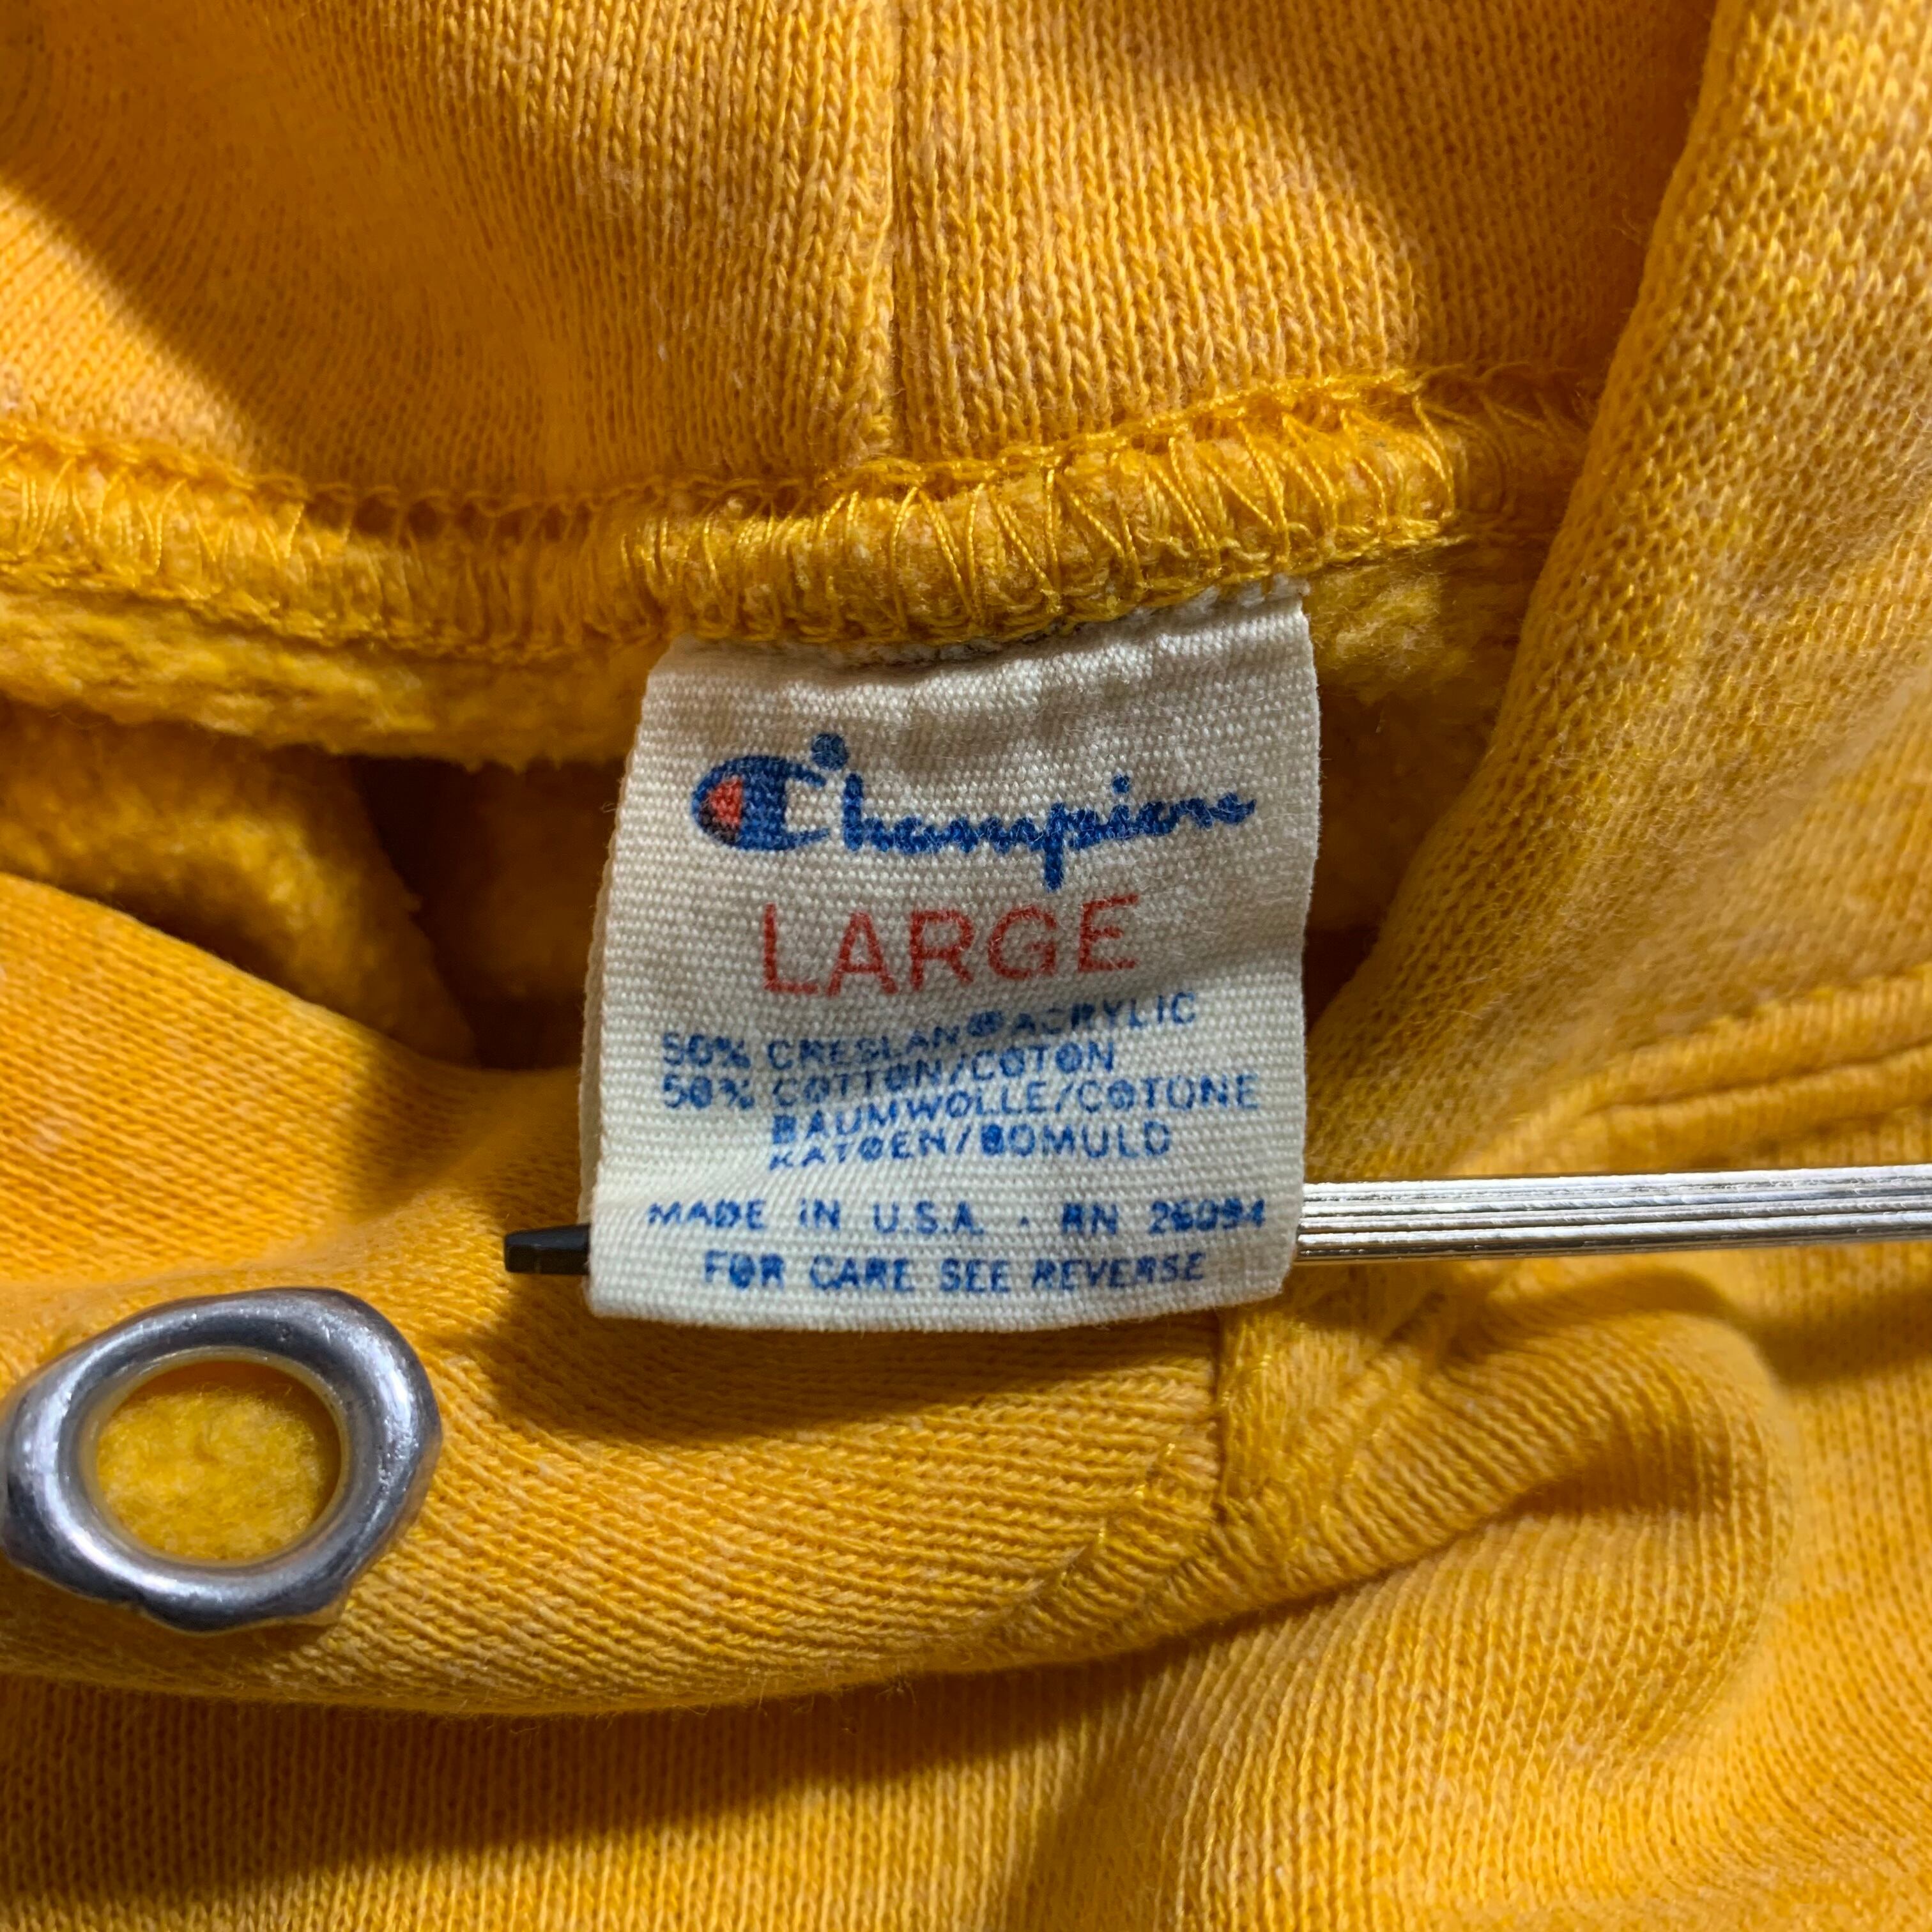 Champion
LARGE
50% CRESLAN® ACRYLIC
50% COTTON/COTON
BAUMWOLLE/COTONE
KATOEN/BOMULD
MADE IN U.S.A. · RN 26094
FOR CARE SEE REVERSE